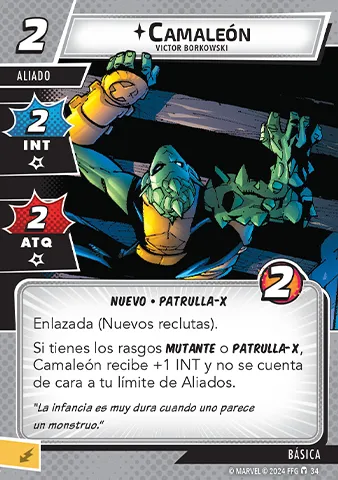 2
Camaleón
VICTOR BORKOWSKI
ALIADO
2
INT
2
ATQ
2
NUEVO • PATRULLA-X
Enlazada (Nuevos reclutas).
Si tienes los rasgos MUTANTE o PATRULLA-X,
Camaleón recibe +1 INT y no se cuenta
de cara a tu límite de Aliados.
"La infancia es muy dura cuando uno parece
un monstruo."
BÁSICA
© MARVEL © 2024 FFG 34